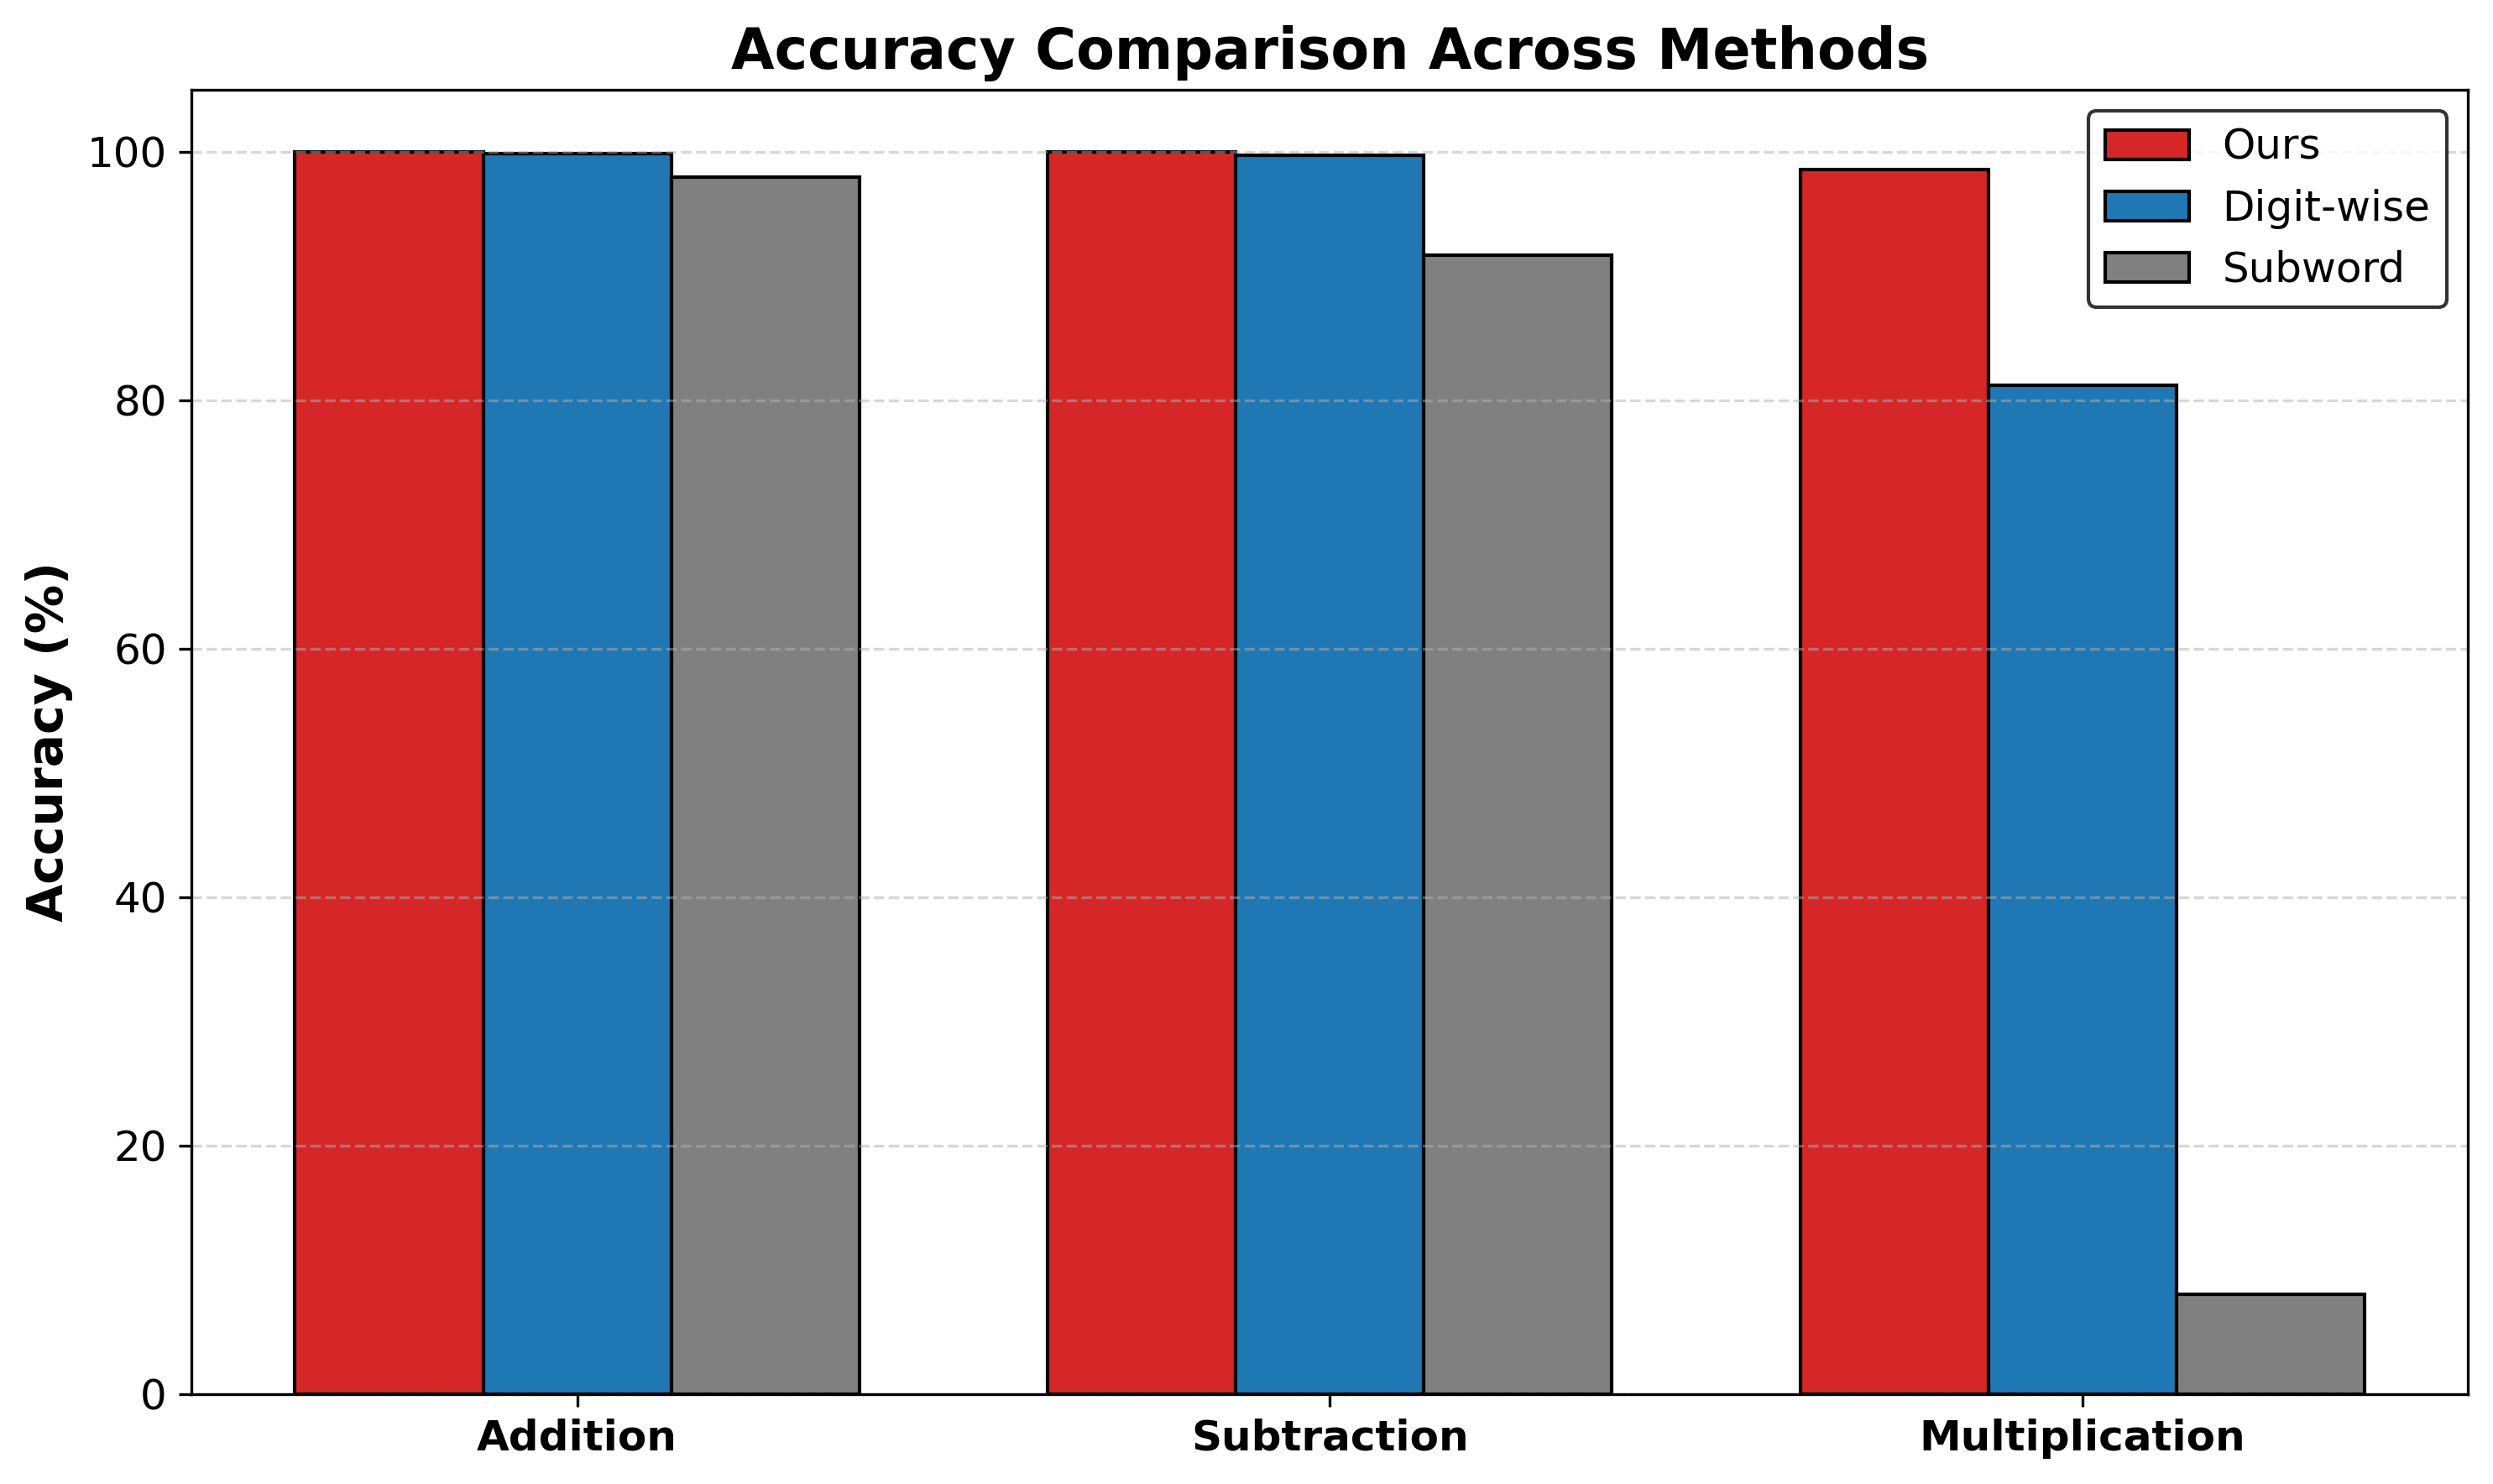 Accuracy Comparison Across Methods
Accuracy (%)
100
80
60
40
20
0
Ours
Digit-wise
Subword
Addition
Subtraction
Multiplication